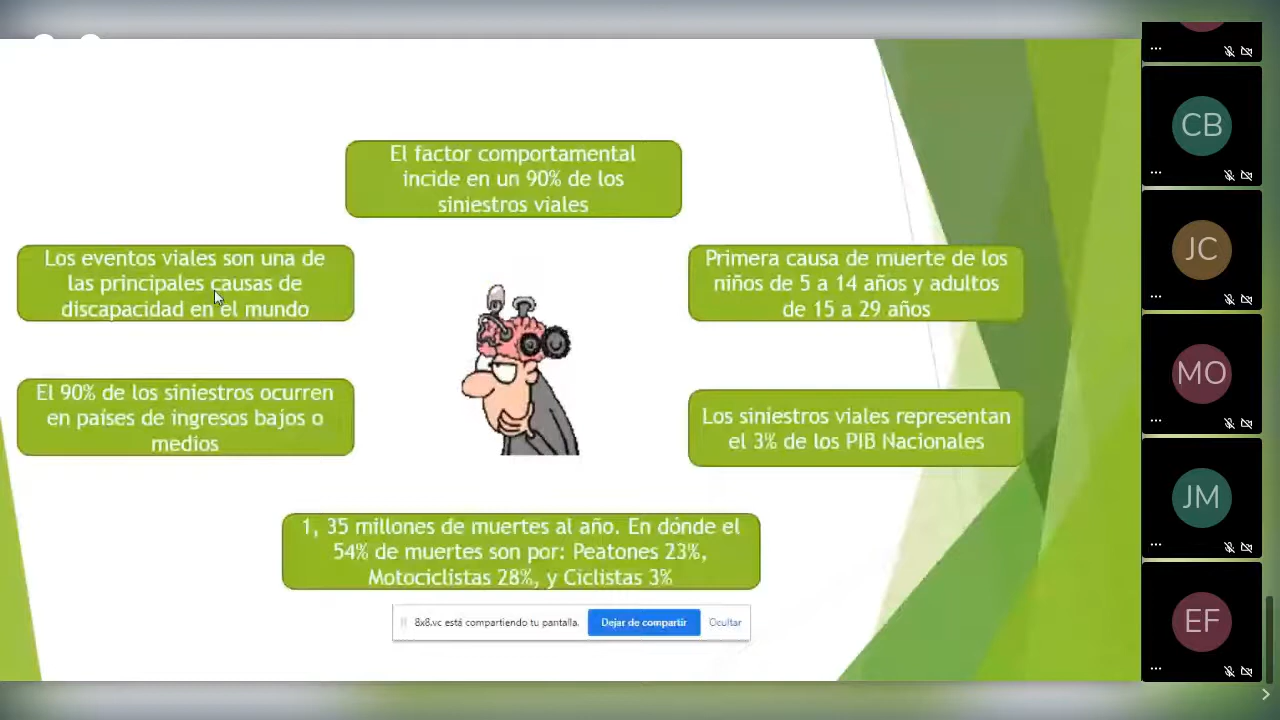 El factor comportamental
incide en un 90% de los
siniestros viales
Los eventos viales son una de
las principales causas de
discapacidad en el mundo
Primera causa de muerte de los
niños de 5 a 14 años y adultos
de 15 a 29 años
El 90% de los siniestros ocurren
en países de ingresos bajos o
medios
Los siniestros viales representan
el 3% de los PIB Nacionales
1, 35 millones de muertes al año. En dónde el
54% de muertes son por: Peatones 23%,
Motociclistas 28%, y Ciclistas 3%
8x8.vc está compartiendo tu pantalla.
Dejar de compartir
Ocultar
CB
JC
MO
JM
EF